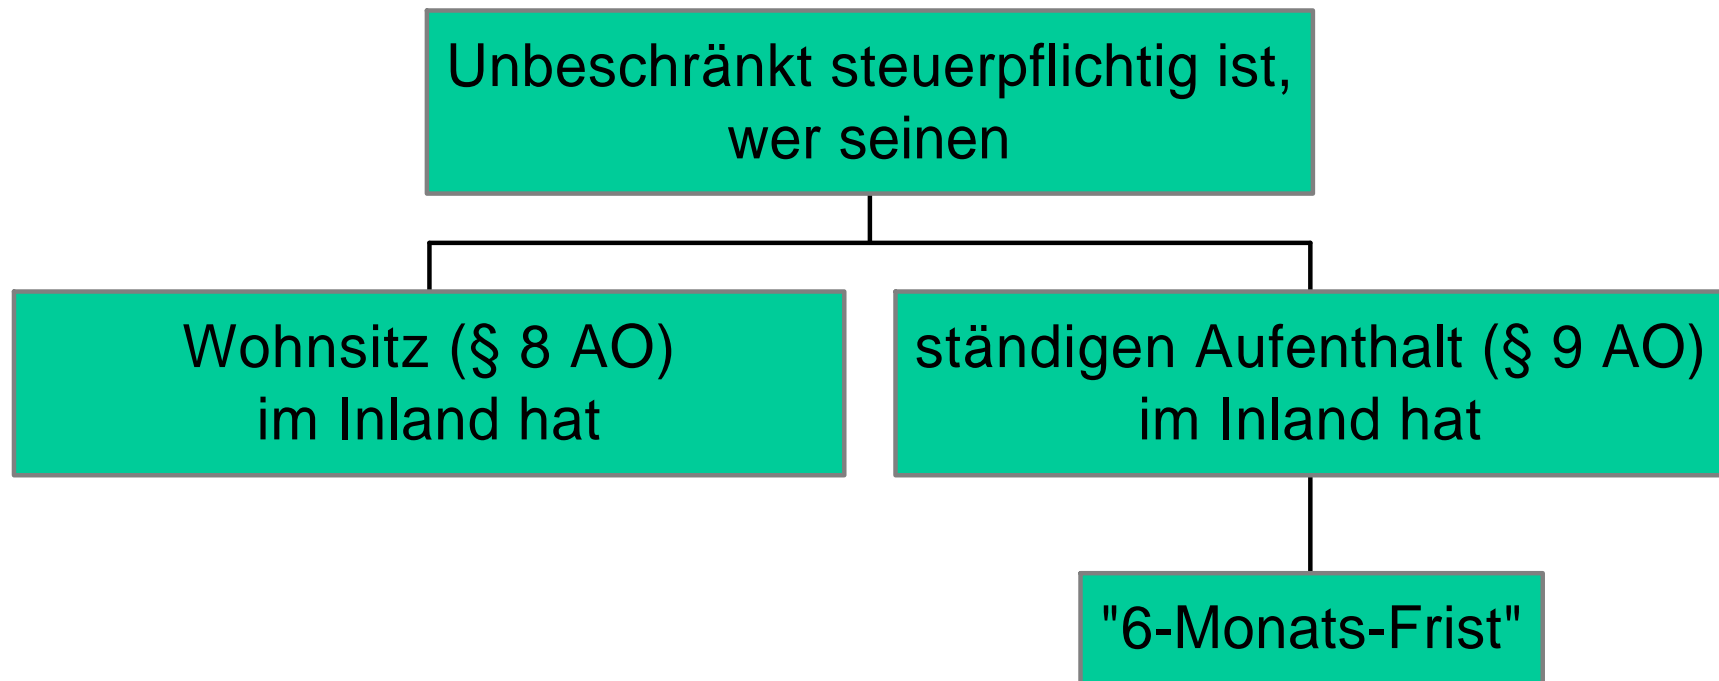 Unbeschränkt steuerpflichtig ist,
wer seinen
Wohnsitz (§ 8 AO)
im Inland hat
ständigen Aufenthalt (§ 9 AO)
im Inland hat
"6-Monats-Frist"